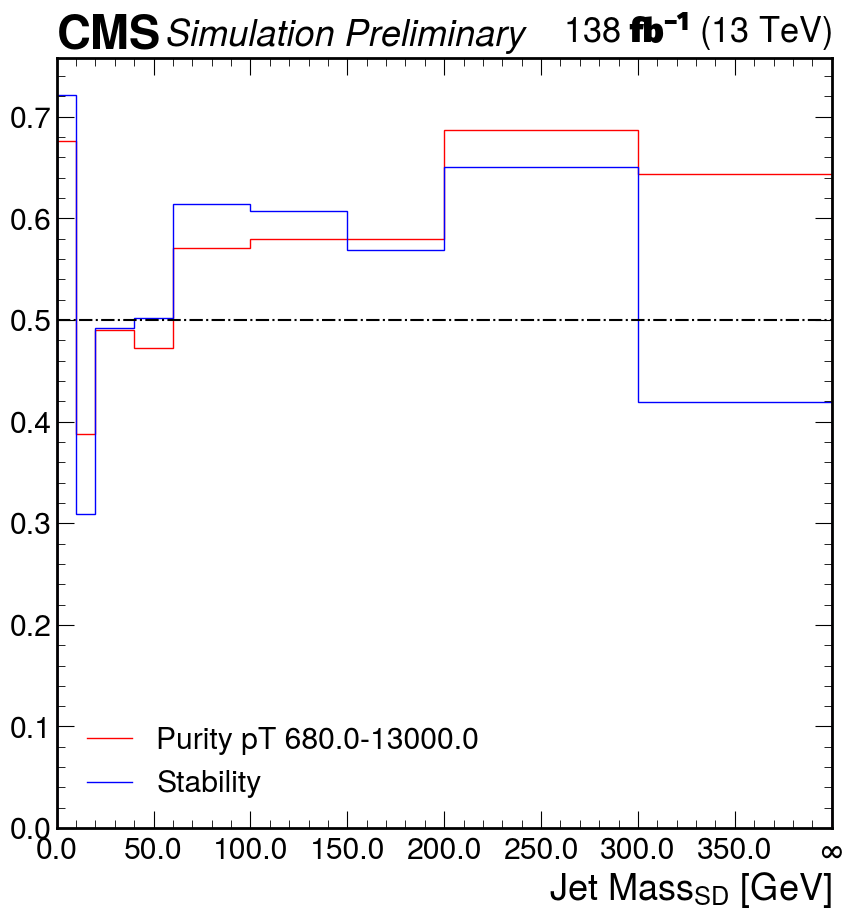 CMS Simulation Preliminary 138 fb⁻¹ (13 TeV)
0.7
0.6
0.5
0.4
0.3
0.2
0.1
0.0
Purity pT 680.0-13000.0
Stability
0.0 50.0 100.0 150.0 200.0 250.0 300.0 350.0 ∞
Jet Mass_SD [GeV]